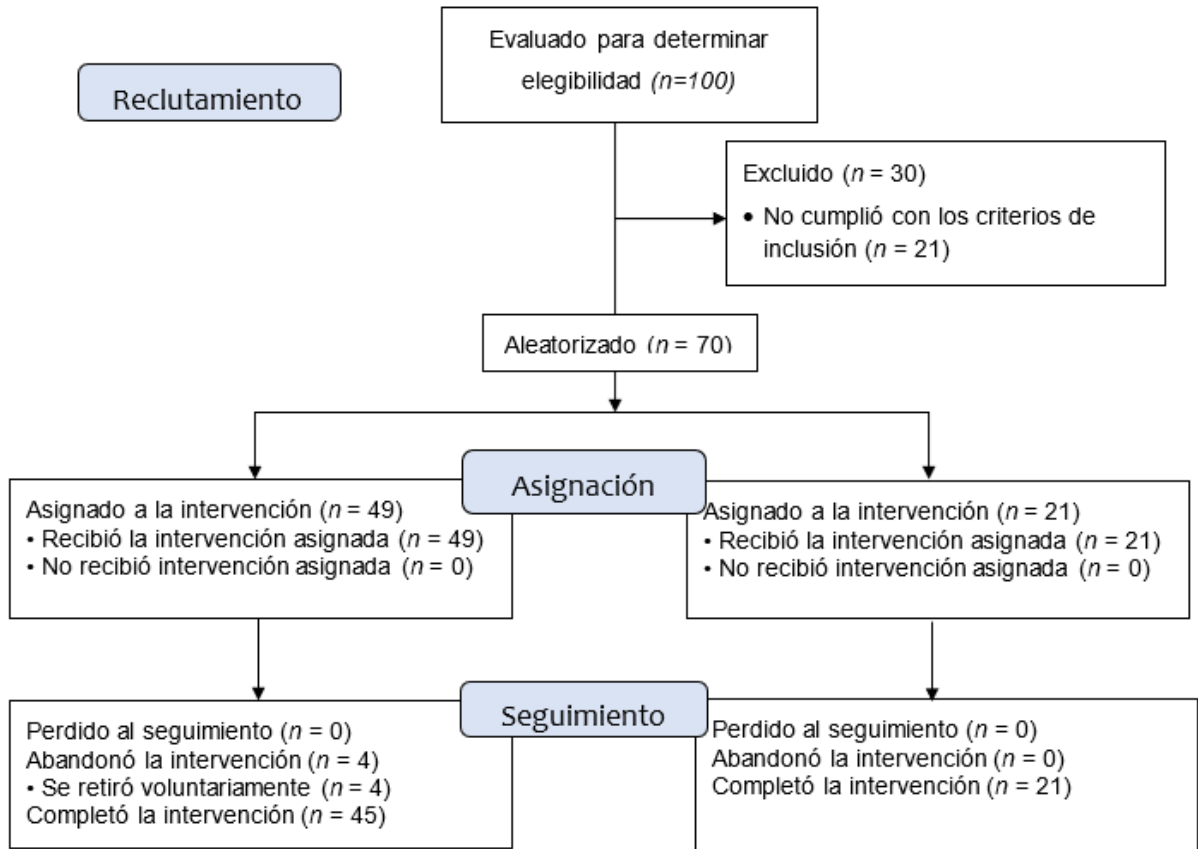 Evaluado para determinar
elegibilidad (n=100)
Reclutamiento
Excluido (n = 30)
• No cumplió con los criterios de
inclusión (n = 21)
Aleatorizado (n = 70)
Asignación
Asignado a la intervención (n = 49)
• Recibió la intervención asignada (n = 49)
• No recibió intervención asignada (n = 0)
Asignado a la intervención (n = 21)
• Recibió la intervención asignada (n = 21)
• No recibió intervención asignada (n = 0)
Seguimiento
Perdido al seguimiento (n = 0)
Abandonó la intervención (n = 4)
• Se retiró voluntariamente (n = 4)
Completó la intervención (n = 45)
Perdido al seguimiento (n = 0)
Abandonó la intervención (n = 0)
Completó la intervención (n = 21)